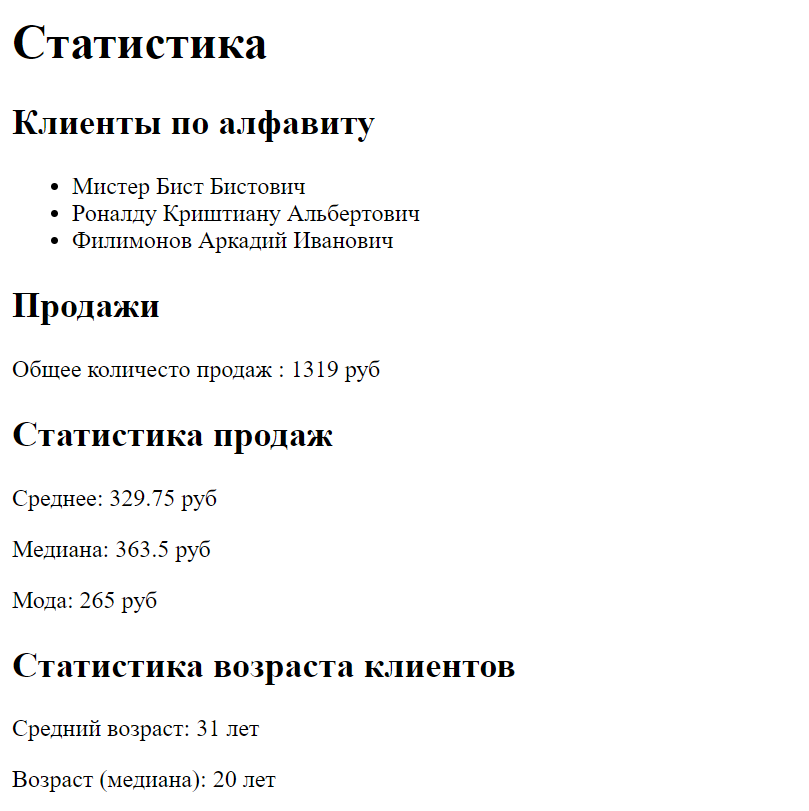 Статистика
Клиенты по алфавиту
Мистер Бист Бистович
Роналду Криштиану Альбертович
Филимонов Аркадий Иванович
Продажи
Общее количесто продаж : 1319 руб
Статистика продаж
Среднее: 329.75 руб
Медиана: 363.5 руб
Мода: 265 руб
Статистика возраста клиентов
Средний возраст: 31 лет
Возраст (медиана): 20 лет